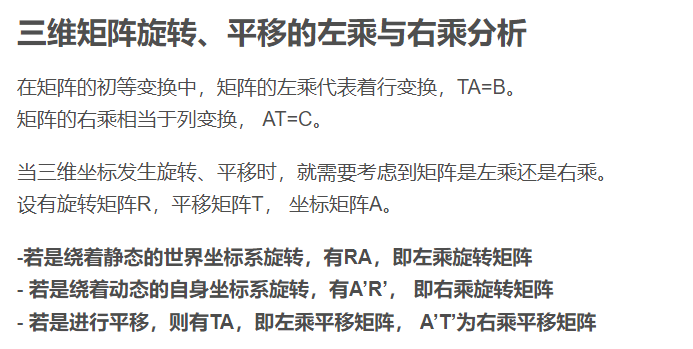 三维矩阵旋转、平移的左乘与右乘分析
在矩阵的初等变换中，矩阵的左乘代表着行变换，TA=B。
矩阵的右乘相当于列变换， AT=C。
当三维坐标发生旋转、平移时，就需要考虑到矩阵是左乘还是右乘。
设有旋转矩阵R，平移矩阵T， 坐标矩阵A。
-若是绕着静态的世界坐标系旋转，有RA，即左乘旋转矩阵
- 若是绕着动态的自身坐标系旋转，有A’R’， 即右乘旋转矩阵
- 若是进行平移，则有TA，即左乘平移矩阵， A’T’为右乘平移矩阵